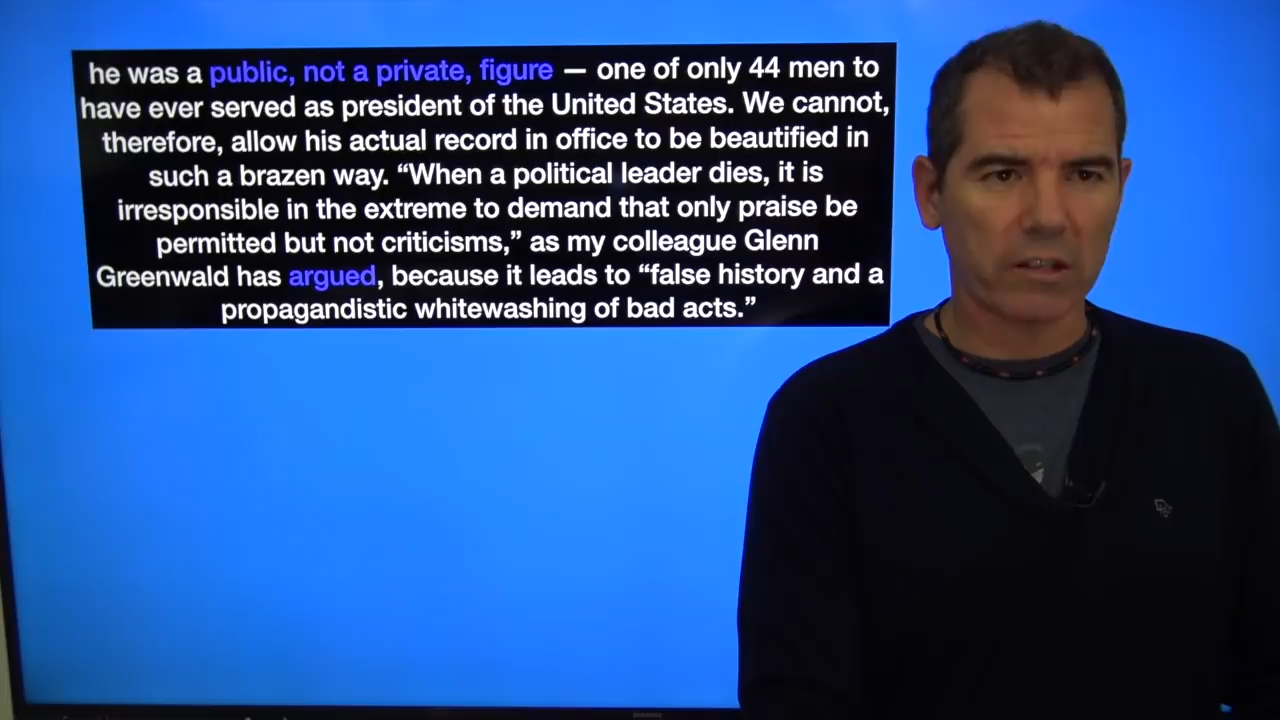 he was a public, not a private, figure — one of only 44 men to
have ever served as president of the United States. We cannot,
therefore, allow his actual record in office to be beautified in
such a brazen way. “When a political leader dies, it is
irresponsible in the extreme to demand that only praise be
permitted but not criticisms,” as my colleague Glenn
Greenwald has argued, because it leads to “false history and a
propagandistic whitewashing of bad acts.”